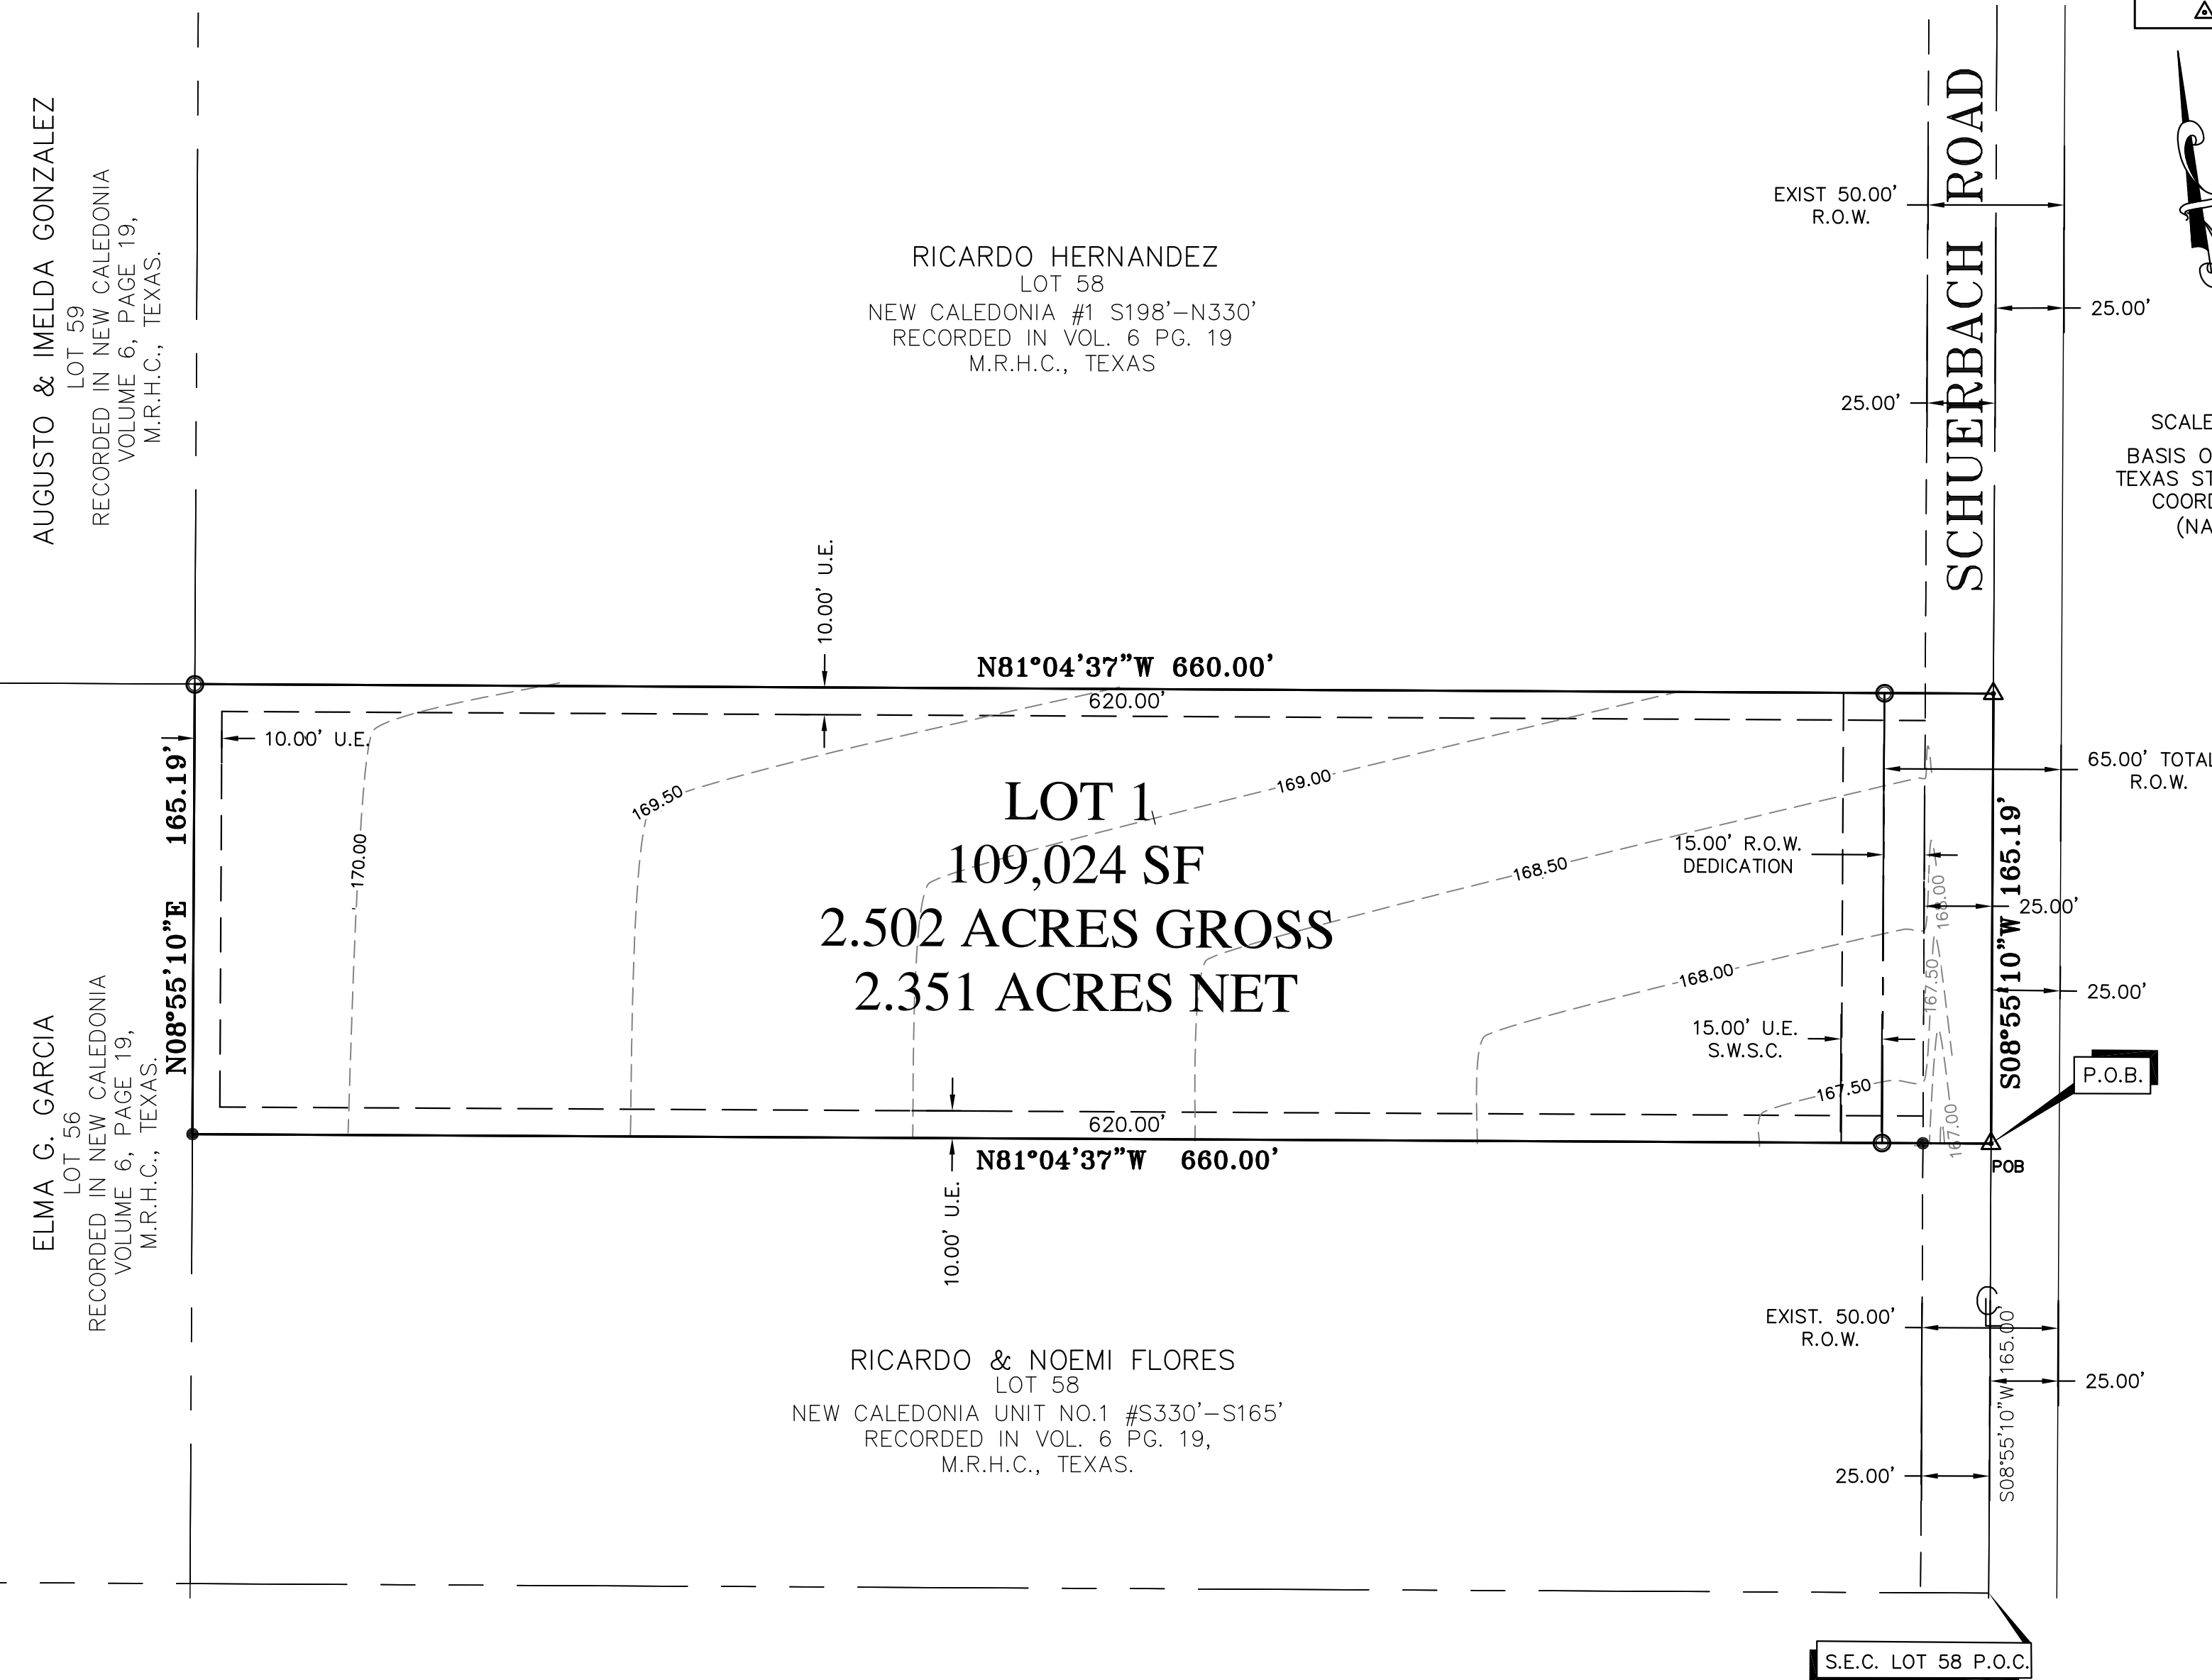 AUGUSTO & IMELDA GONZALEZ
LOT 59
RECORDED IN NEW CALEDONIA
VOLUME 6, PAGE 19,
M.R.H.C., TEXAS.
RICARDO HERNANDEZ
LOT 58
NEW CALEDONIA #1 S198'-N330'
RECORDED IN VOL. 6 PG. 19
M.R.H.C., TEXAS
EXIST 50.00'
R.O.W.
SCHUERBACH ROAD
25.00'
25.00'
SCALE
BASIS O
TEXAS ST
COORD
(NA
10.00' U.E.
N81°04'37"W 660.00'
620.00'
10.00' U.E.
N08°55'10"E 165.19'
170.00
169.50
169.00
168.50
168.00
167.50
LOT 1
109,024 SF
2.502 ACRES GROSS
2.351 ACRES NET
65.00' TOTAL
R.O.W.
15.00' R.O.W.
DEDICATION
168.00
167.50
167.00
25.00'
S08°55'10"W 165.19'
25.00'
15.00' U.E.
S.W.S.C.
P.O.B.
POB
620.00'
N81°04'37"W 660.00'
10.00' U.E.
ELMA G. GARCIA
LOT 56
RECORDED IN NEW CALEDONIA
VOLUME 6, PAGE 19,
M.R.H.C., TEXAS.
RICARDO & NOEMI FLORES
LOT 58
NEW CALEDONIA UNIT NO.1 #S330'-S165'
RECORDED IN VOL. 6 PG. 19,
M.R.H.C., TEXAS.
EXIST. 50.00'
R.O.W.
S08°55'10"W 165.00'
25.00'
25.00'
S.E.C. LOT 58 P.O.C.